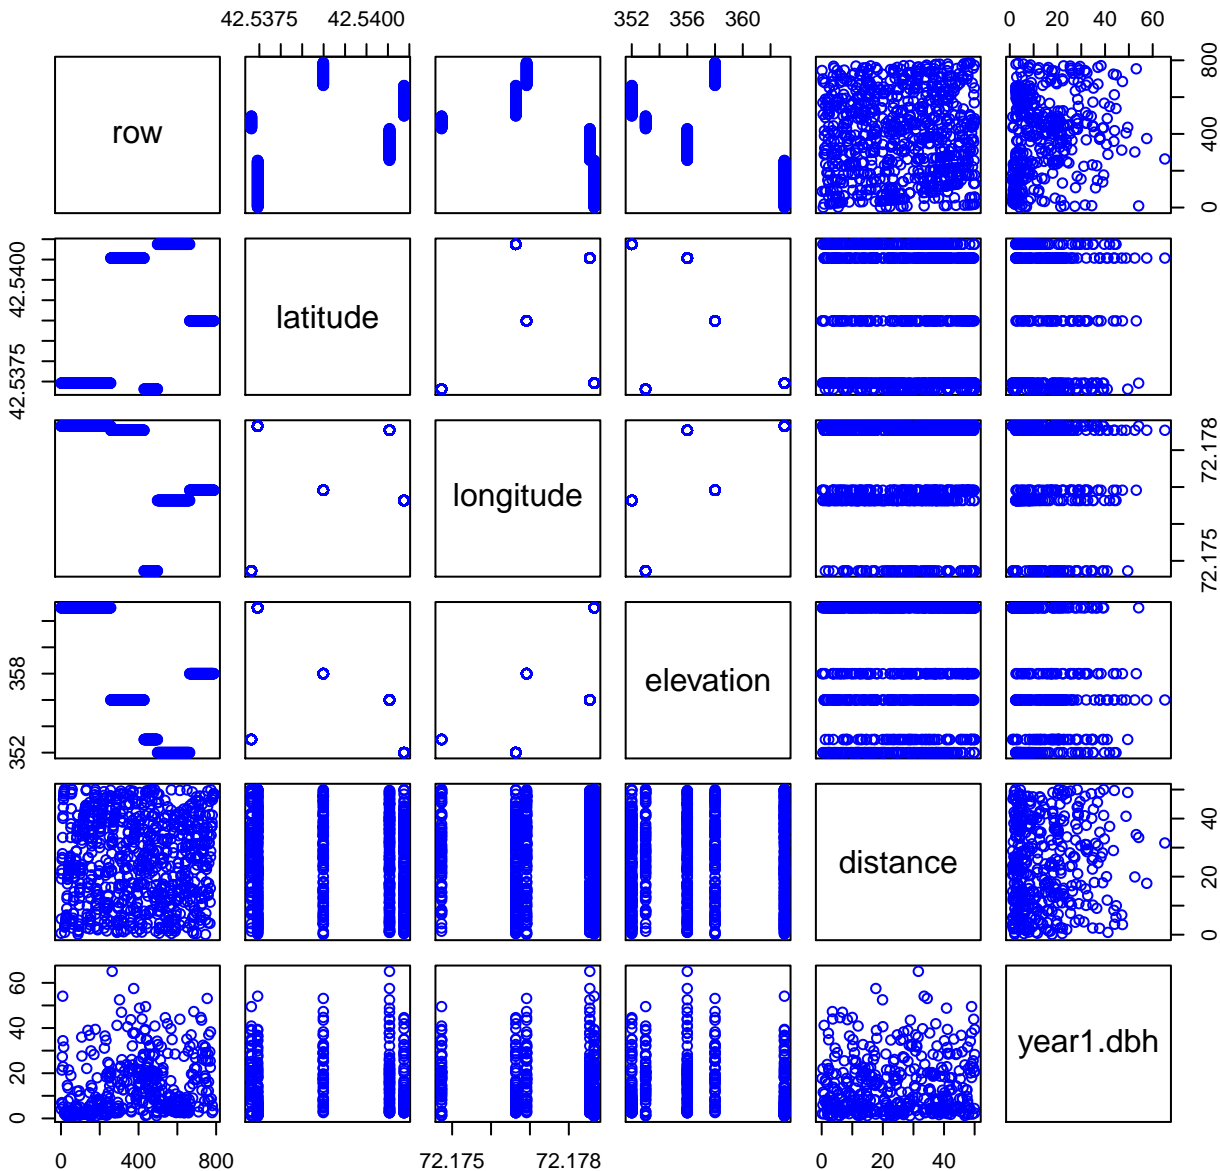 42.5375 42.5400 352 356 360 0 20 40 60
row 0 400 800
42.5375 42.5400 latitude
longitude 72.175 72.178
352 358 elevation
distance 0 20 40
0 20 40 60 year1.dbh
0 400 800 72.175 72.178 0 20 40